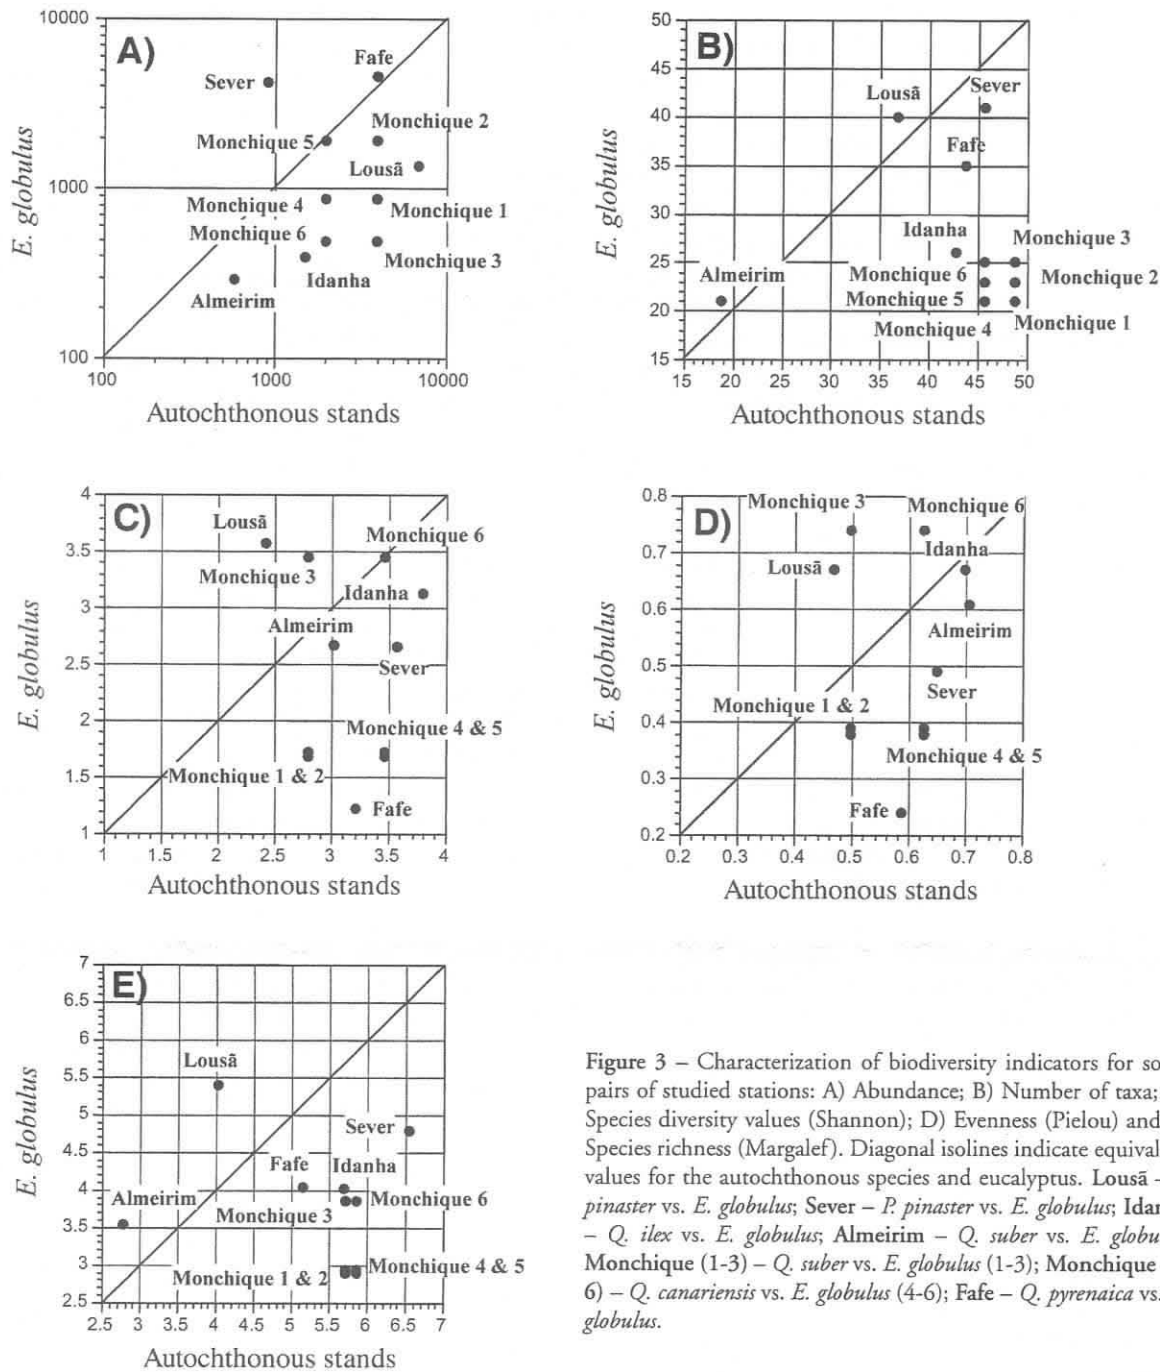 A)
10000
1000
100
100
1000
10000
E. globulus
Autochthonous stands
Sever
Fafe
Monchique 5
Monchique 2
Lousã
Monchique 4
Monchique 1
Monchique 6
Monchique 3
Idanha
Almeirim
B)
50
45
40
35
30
25
20
15
15 20 25 30 35 40 45 50
E. globulus
Autochthonous stands
Lousã
Sever
Fafe
Idanha
Monchique 3
Almeirim
Monchique 6
Monchique 2
Monchique 5
Monchique 4
Monchique 1
C)
4
3.5
3
2.5
2
1.5
1
1 1.5 2 2.5 3 3.5 4
E. globulus
Autochthonous stands
Lousã
Monchique 6
Monchique 3
Idanha
Almeirim
Sever
Monchique 4 & 5
Monchique 1 & 2
Fafe
D)
0.8
0.7
0.6
0.5
0.4
0.3
0.2
0.2 0.3 0.4 0.5 0.6 0.7 0.8
E. globulus
Autochthonous stands
Monchique 3
Monchique 6
Idanha
Lousã
Almeirim
Sever
Monchique 1 & 2
Monchique 4 & 5
Fafe
E)
7
6.5
6
5.5
5
4.5
4
3.5
3
2.5
2.5 3 3.5 4 4.5 5 5.5 6 6.5 7
E. globulus
Autochthonous stands
Lousã
Sever
Fafe
Idanha
Almeirim
Monchique 6
Monchique 3
Monchique 1 & 2
Monchique 4 & 5
Figure 3 – Characterization of biodiversity indicators for so
pairs of studied stations: A) Abundance; B) Number of taxa;
Species diversity values (Shannon); D) Evenness (Pielou) and
Species richness (Margalef). Diagonal isolines indicate equival
values for the autochthonous species and eucalyptus. Lousã –
pinaster vs. E. globulus; Sever – P. pinaster vs. E. globulus; Idan
– Q. ilex vs. E. globulus; Almeirim – Q. suber vs. E. globu
Monchique (1-3) – Q. suber vs. E. globulus (1-3); Monchique
6) – Q. canariensis vs. E. globulus (4-6); Fafe – Q. pyrenaica vs.
globulus.